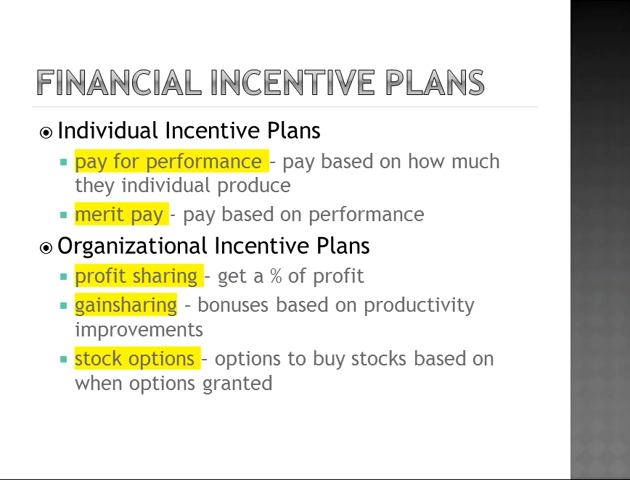 FINANCIAL INCENTIVE PLANS
Individual Incentive Plans
pay for performance - pay based on how much
they individual produce
merit pay - pay based on performance
Organizational Incentive Plans
profit sharing - get a % of profit
gainsharing - bonuses based on productivity
improvements
stock options - options to buy stocks based on
when options granted